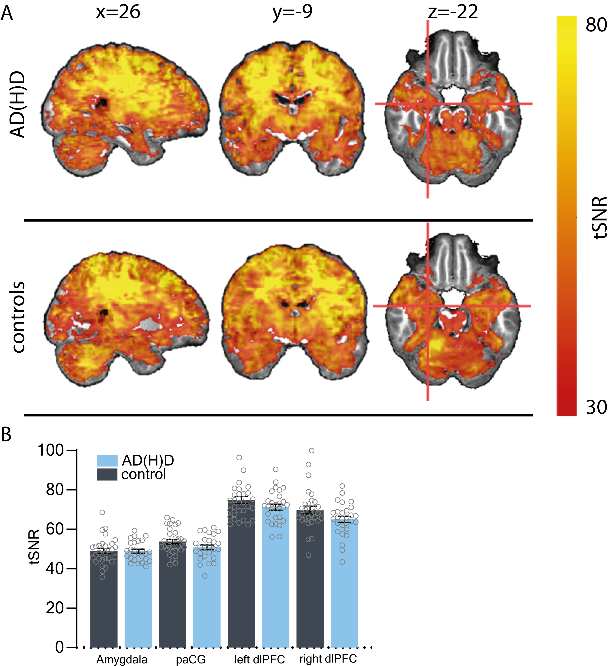 A
x=26
y=-9
z=-22
80
AD(H)D
tSNR
controls
30
B
AD(H)D
control
100
80
60
40
20
0
tSNR
Amygdala
paCG
left dlPFC
right dlPFC